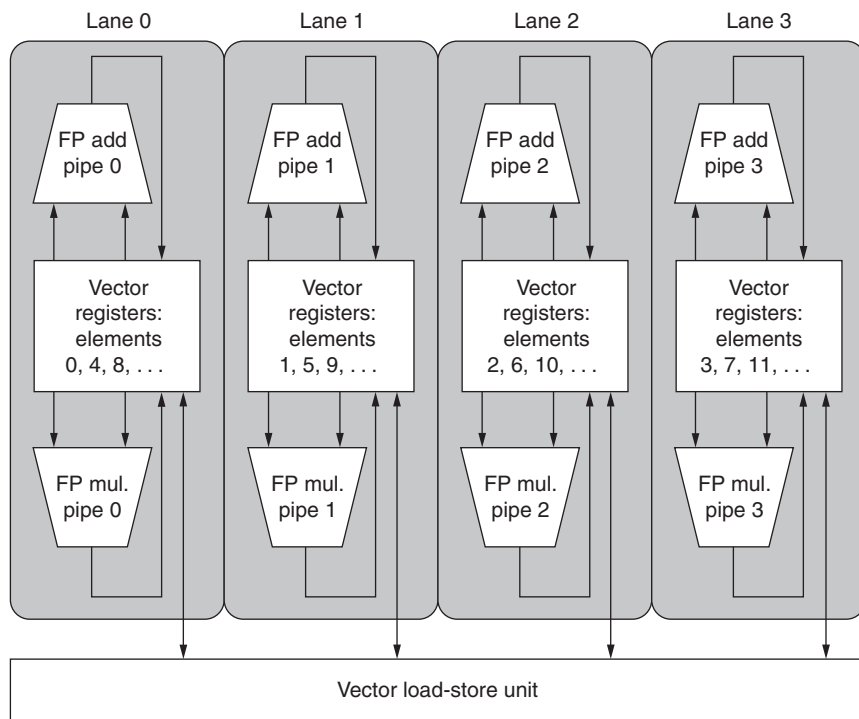 Lane 0
Lane 1
Lane 2
Lane 3
FP add
pipe 0
FP add
pipe 1
FP add
pipe 2
FP add
pipe 3
Vector
registers:
elements
0, 4, 8, . . .
Vector
registers:
elements
1, 5, 9, . . .
Vector
registers:
elements
2, 6, 10, . . .
Vector
registers:
elements
3, 7, 11, . . .
FP mul.
pipe 0
FP mul.
pipe 1
FP mul.
pipe 2
FP mul.
pipe 3
Vector load-store unit